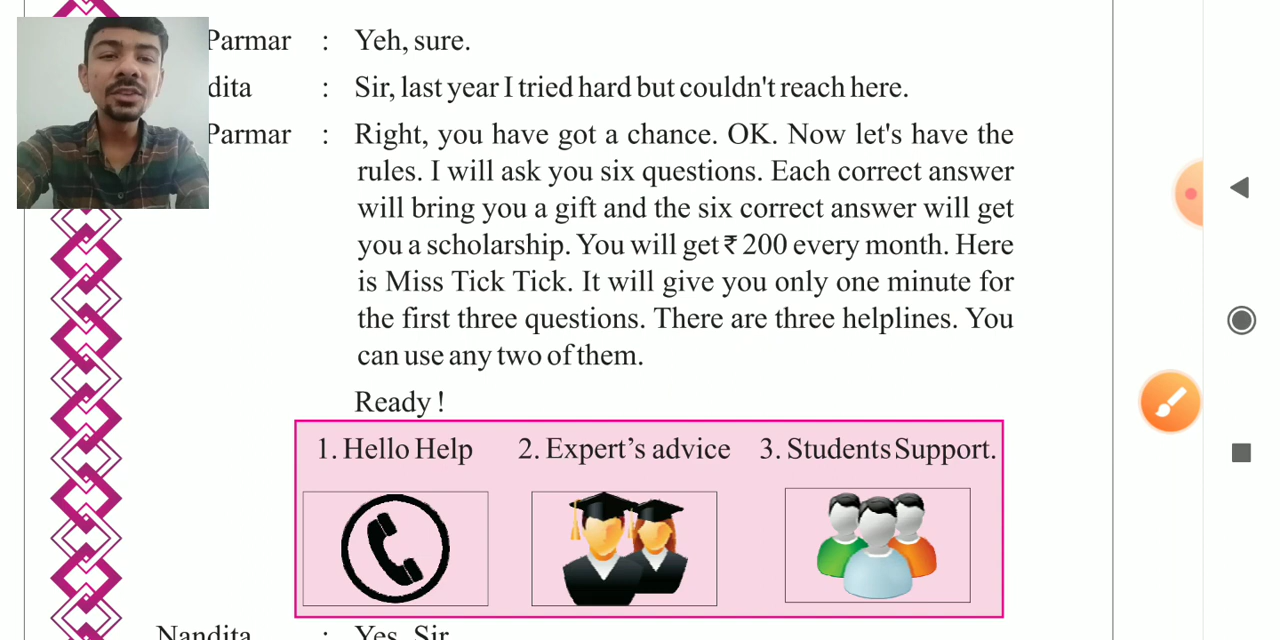 Parmar : Yeh, sure.
dita : Sir, last year I tried hard but couldn't reach here.
Parmar : Right, you have got a chance. OK. Now let's have the
rules. I will ask you six questions. Each correct answer
will bring you a gift and the six correct answer will get
you a scholarship. You will get ₹ 200 every month. Here
is Miss Tick Tick. It will give you only one minute for
the first three questions. There are three helplines. You
can use any two of them.
Ready !
1. Hello Help 2. Expert’s advice 3. Students Support.
Nandita : Yes, Sir